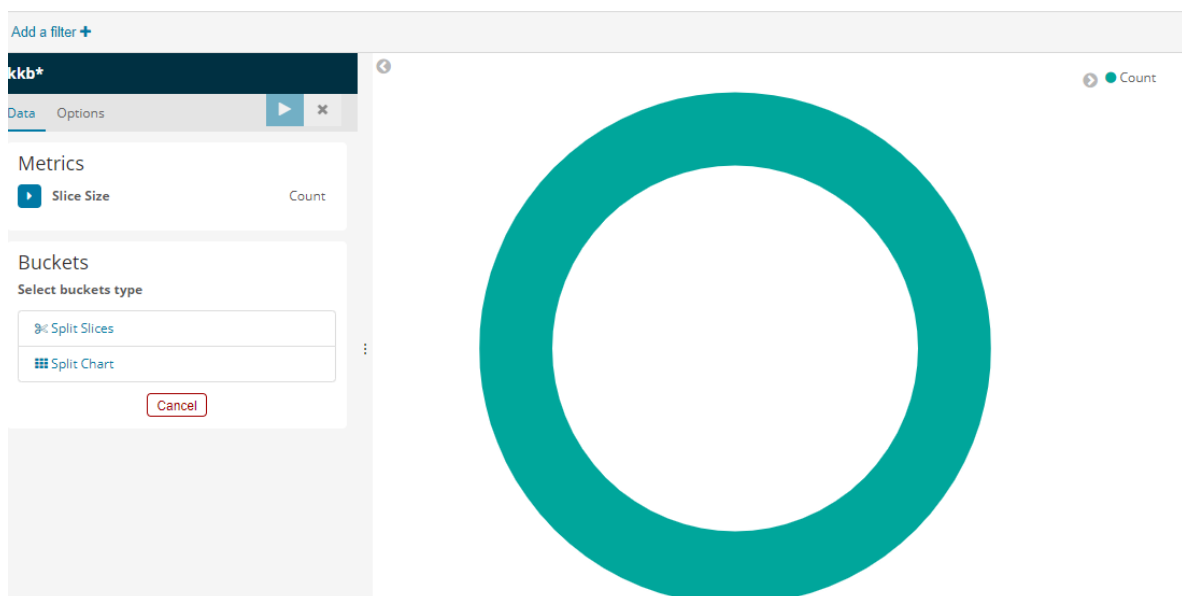 Add a filter +
kkb*
Data Options
Metrics
Slice Size Count
Buckets
Select buckets type
Split Slices
Split Chart
Cancel
Count